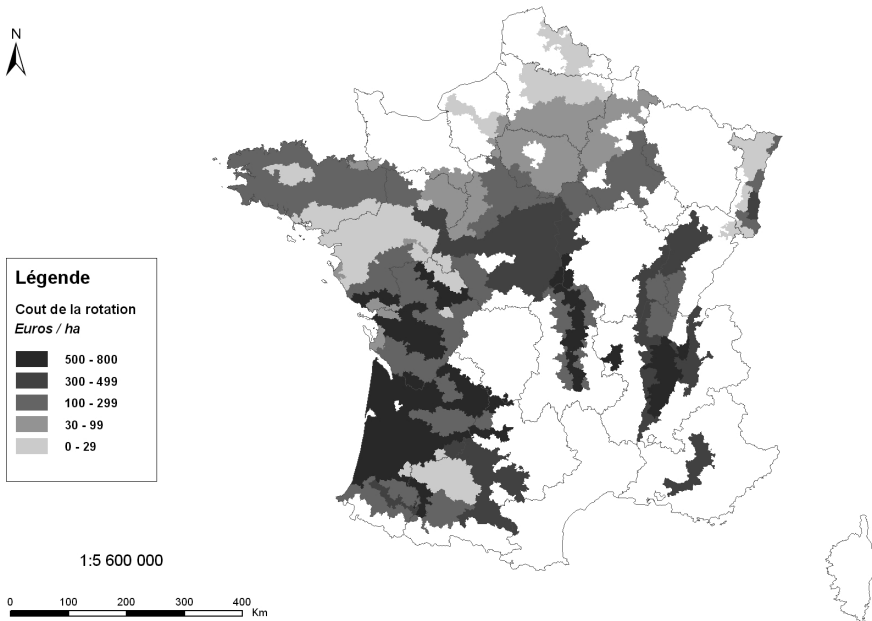 N
Légende
Cout de la rotation
Euros / ha
500 - 800
300 - 499
100 - 299
30 - 99
0 - 29
1:5 600 000
0 100 200 300 400
Km